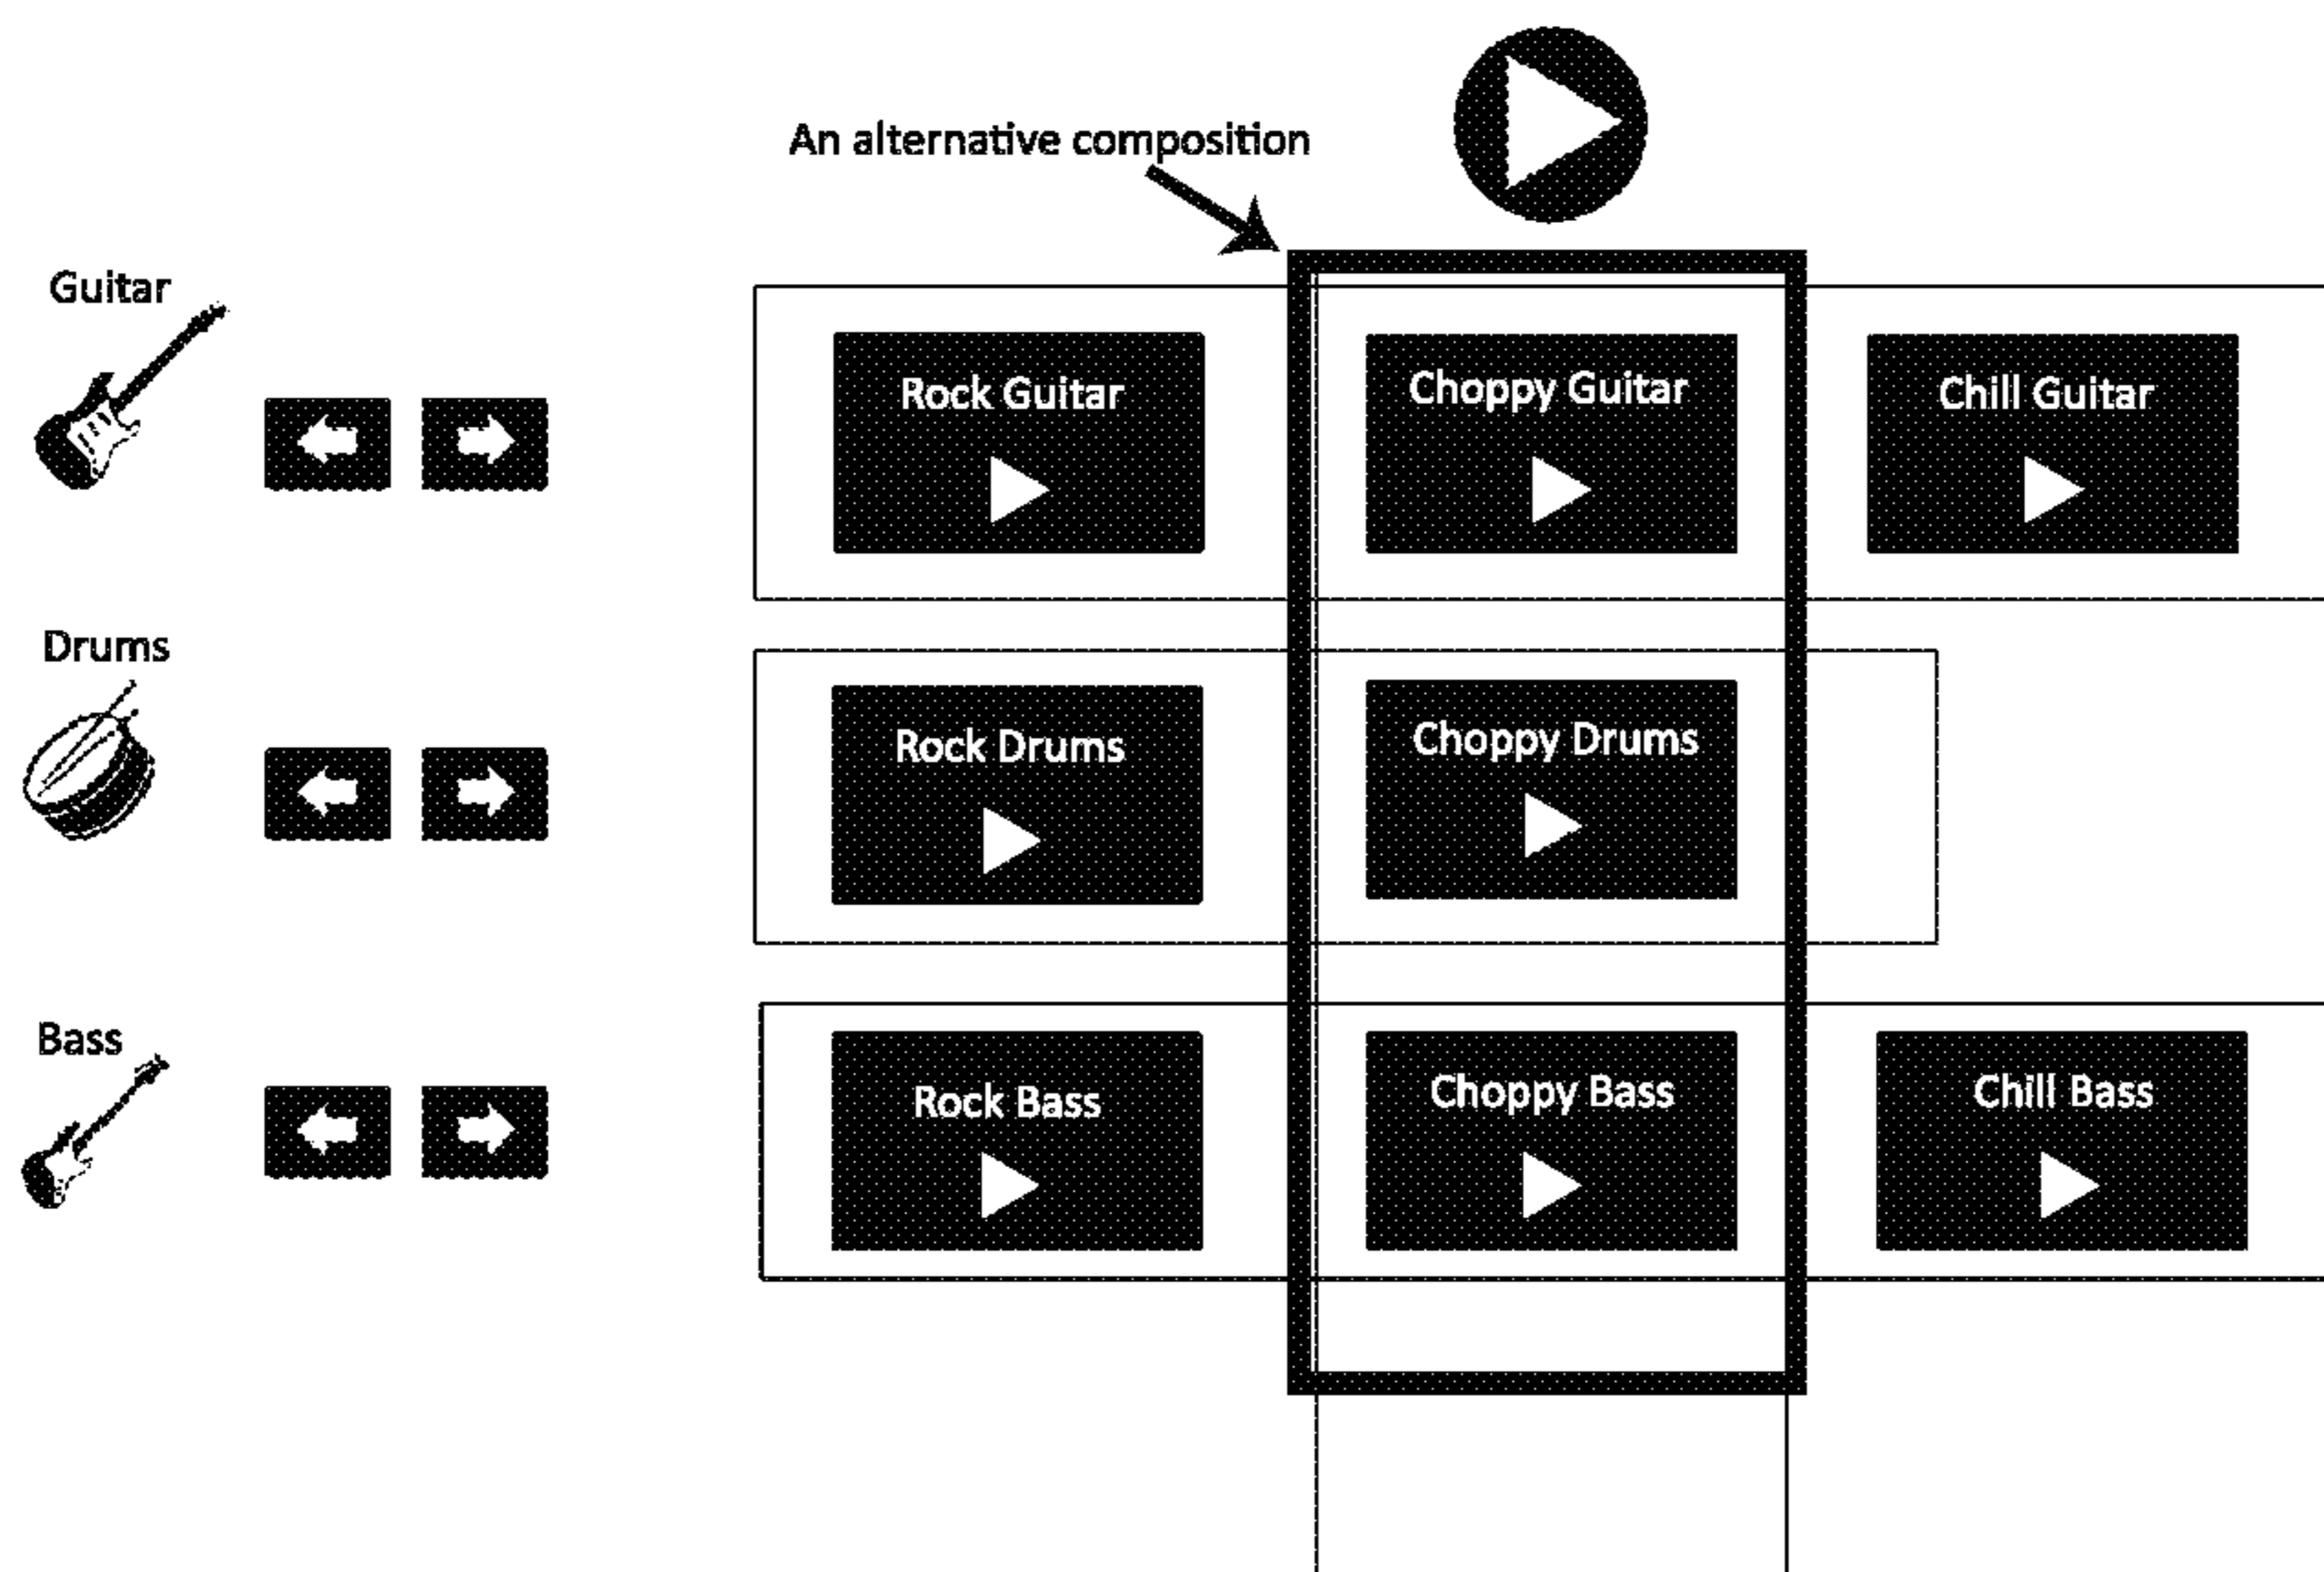 An alternative composition
Guitar
Rock Guitar
Choppy Guitar
Chill Guitar
Drums
Rock Drums
Choppy Drums
Bass
Rock Bass
Choppy Bass
Chill Bass